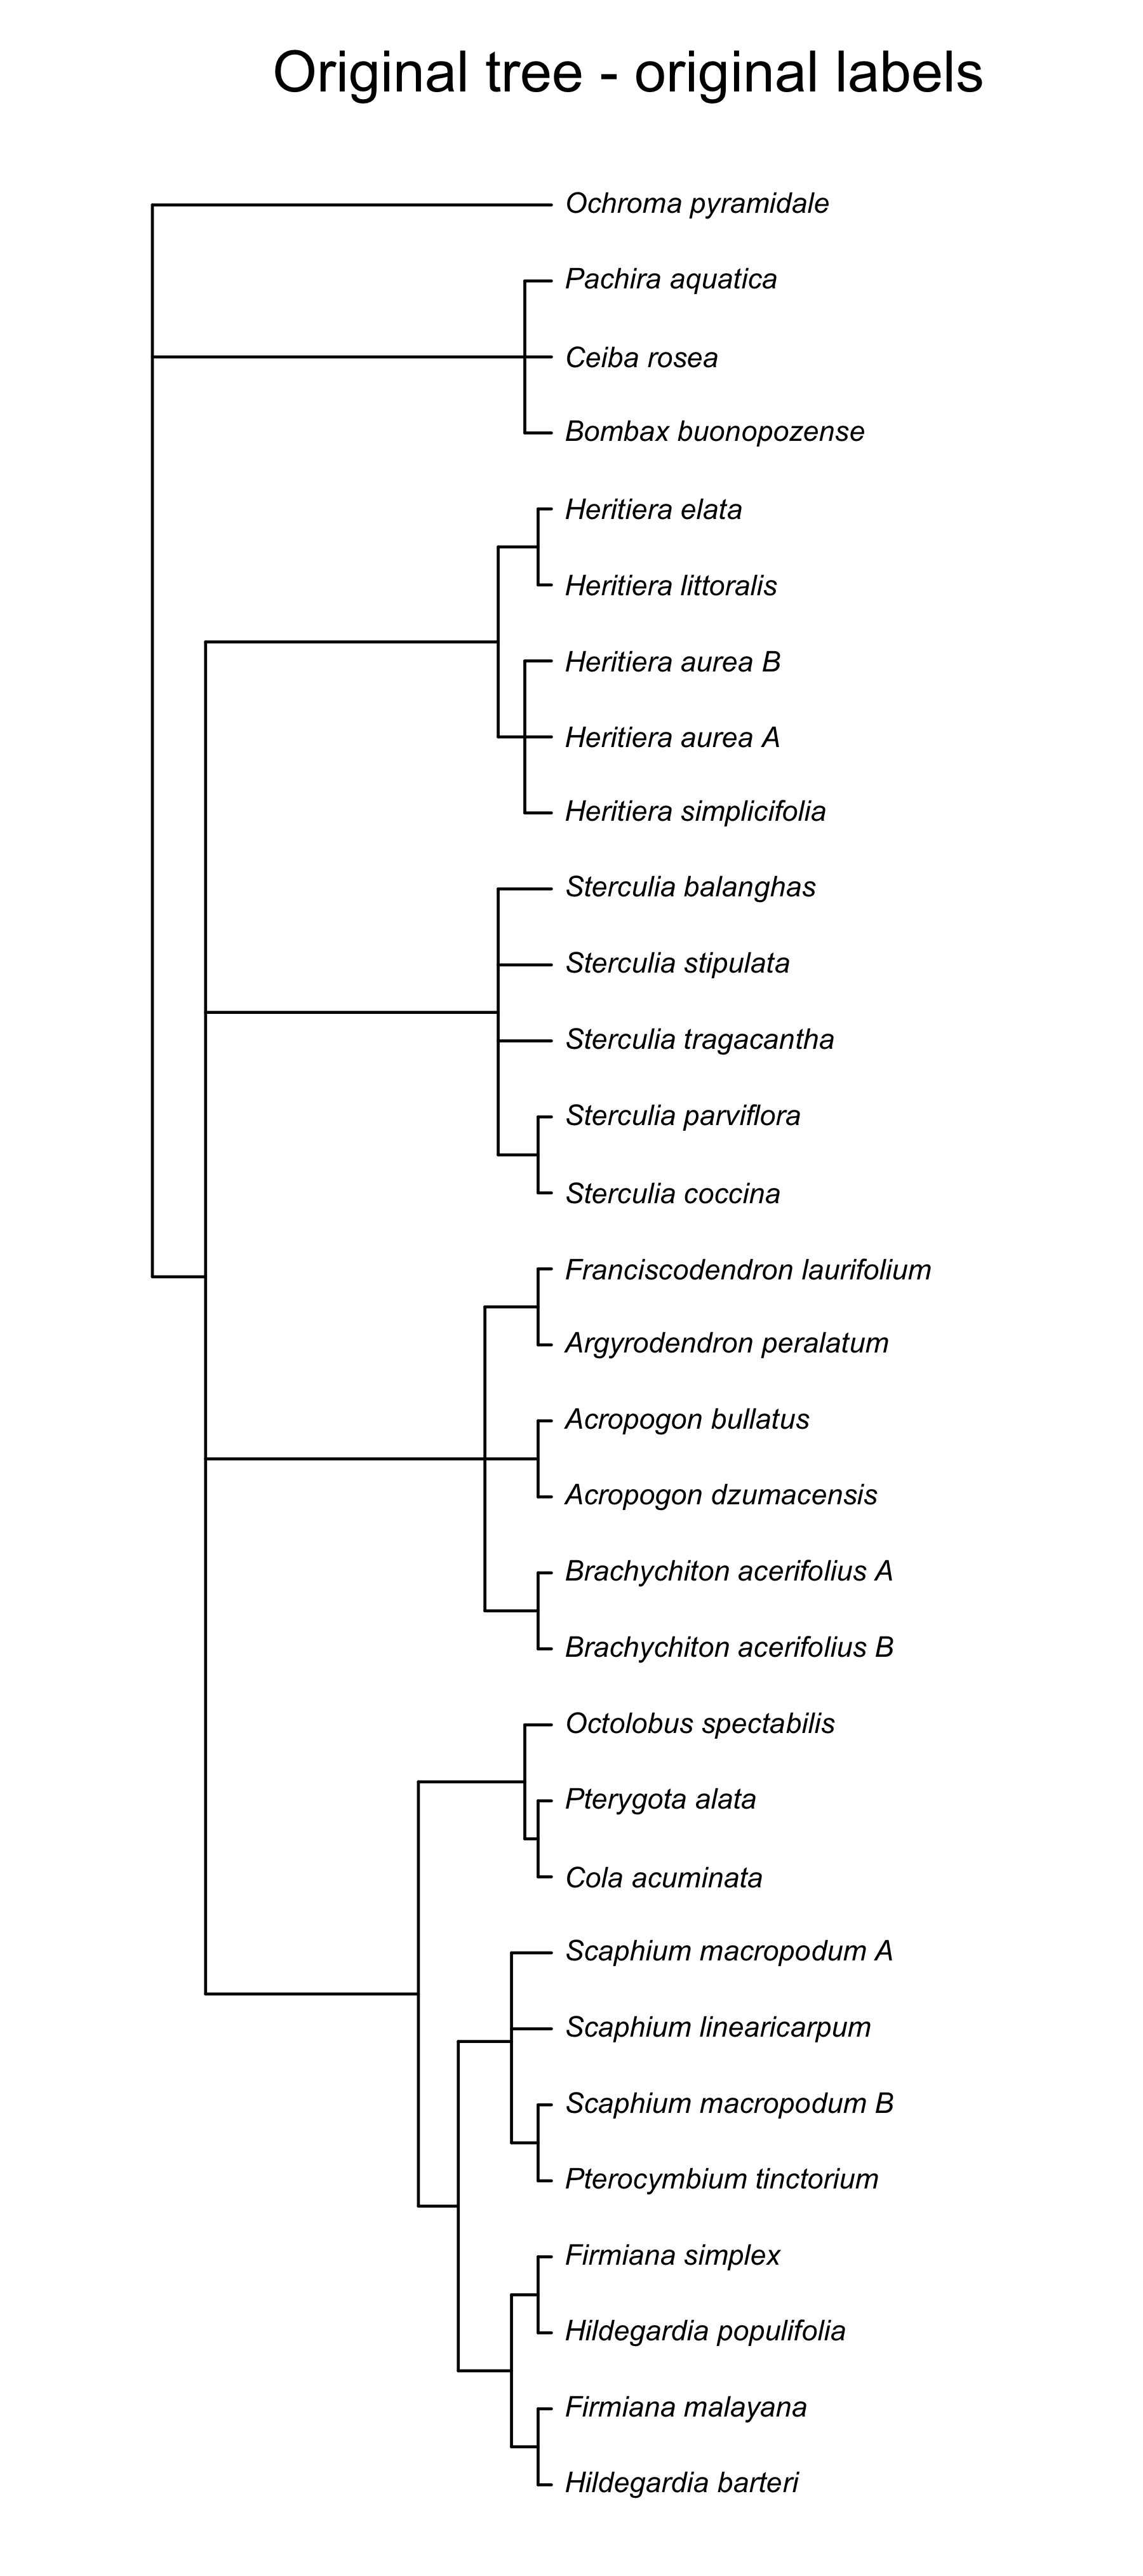 Original tree - original labels
Ochroma pyramidale
Pachira aquatica
Ceiba rosea
Bombax buonopozense
Heritiera elata
Heritiera littoralis
Heritiera aurea B
Heritiera aurea A
Heritiera simplicifolia
Sterculia balanghas
Sterculia stipulata
Sterculia tragacantha
Sterculia parviflora
Sterculia coccina
Franciscodendron laurifolium
Argyrodendron peralatum
Acropogon bullatus
Acropogon dzumacensis
Brachychiton acerifolius A
Brachychiton acerifolius B
Octolobus spectabilis
Pterygota alata
Cola acuminata
Scaphium macropodum A
Scaphium linearicarpum
Scaphium macropodum B
Pterocymbium tinctorium
Firmiana simplex
Hildegardia populifolia
Firmiana malayana
Hildegardia barteri